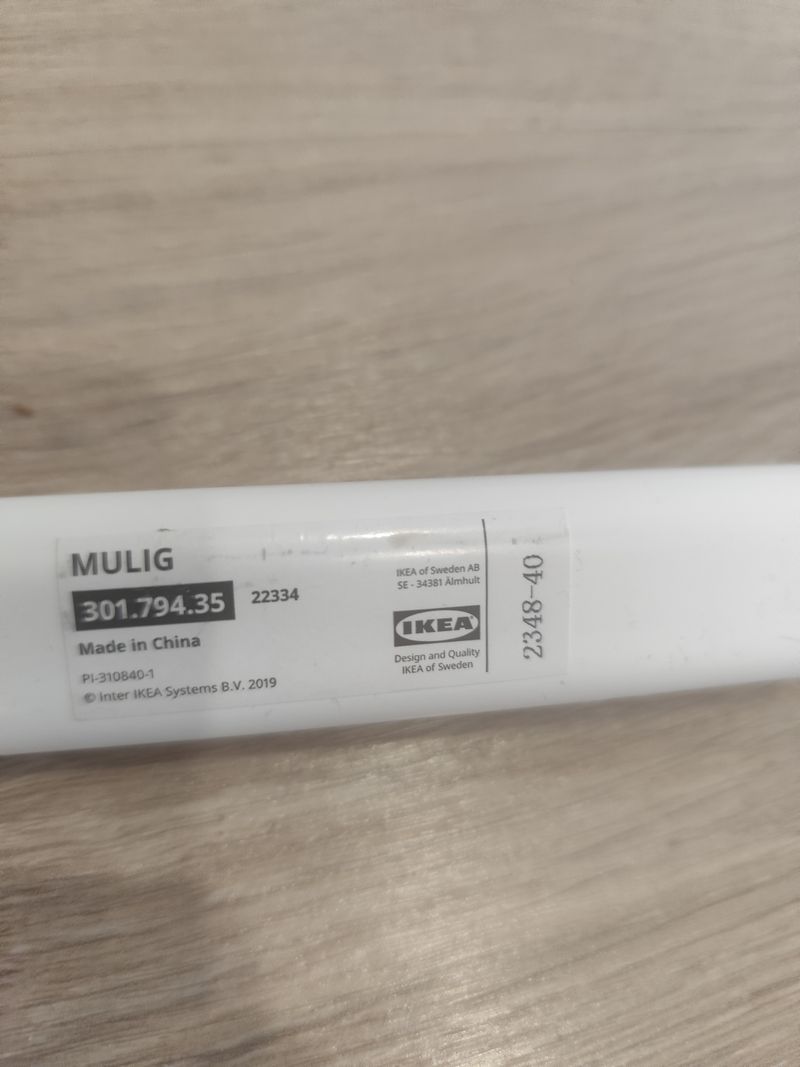 MULIG
301.794.35 22334
Made in China
PI-310840-1
© Inter IKEA Systems B.V. 2019
IKEA of Sweden AB
SE - 34381 Älmhult
IKEA®
Design and Quality
IKEA of Sweden
2348-40